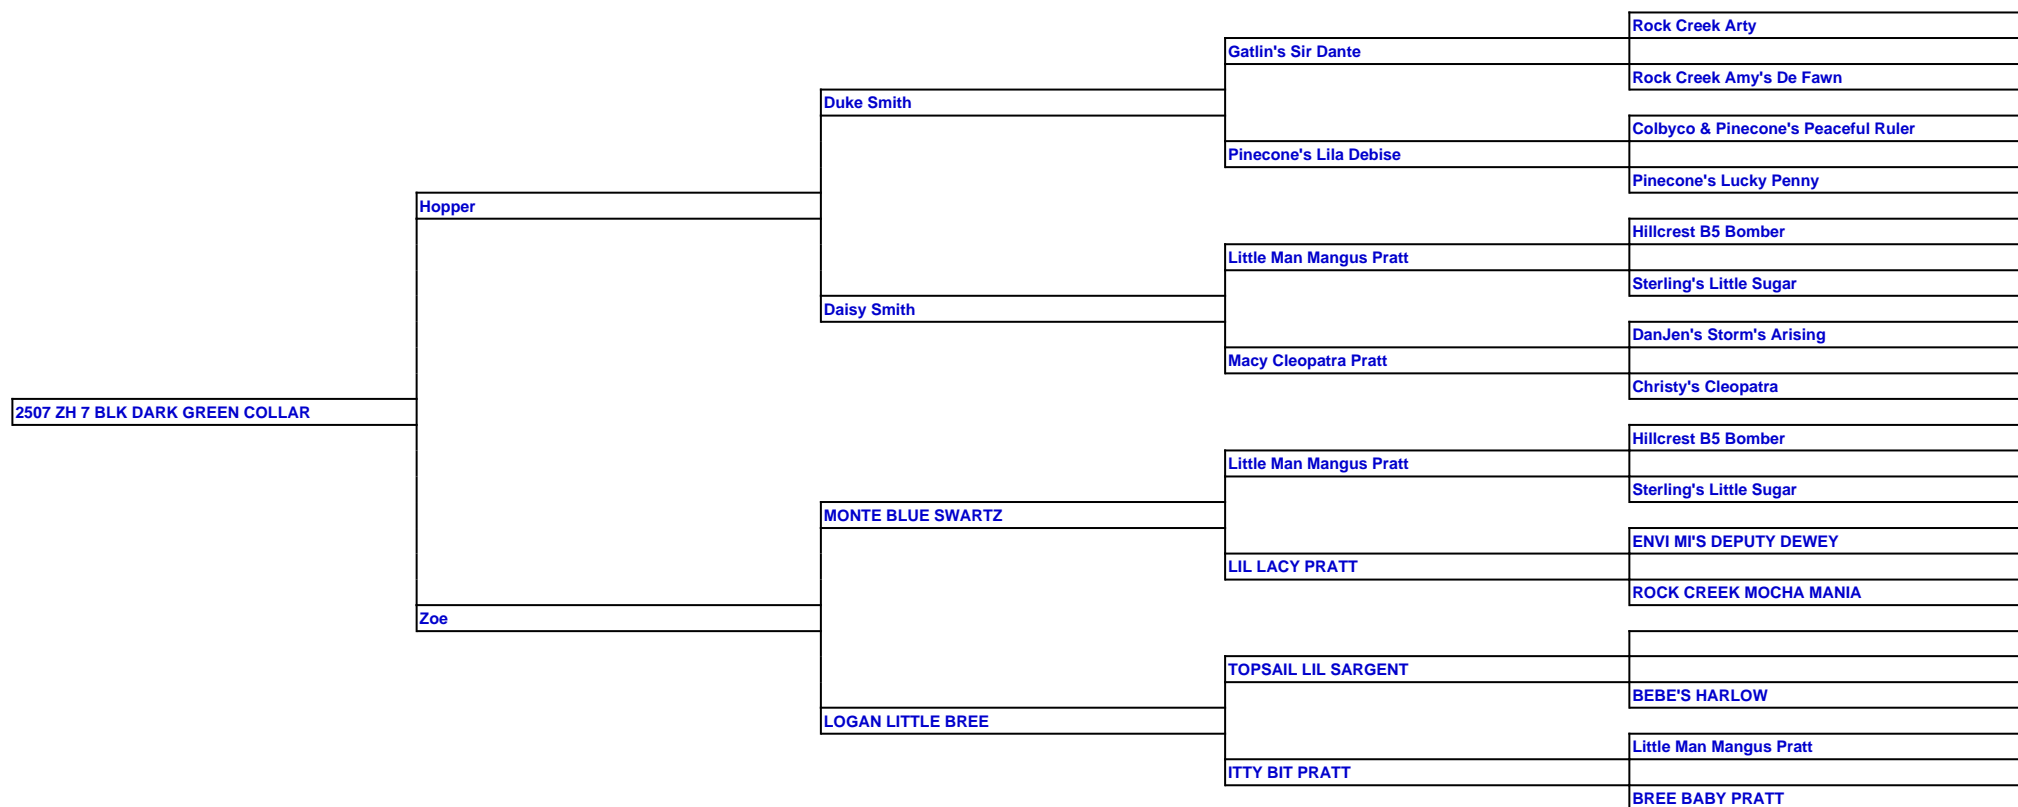 Rock Creek Arty
Gatlin's Sir Dante
Rock Creek Amy's De Fawn
Duke Smith
Colbyco & Pinecone's Peaceful Ruler
Pinecone's Lila Debise
Pinecone's Lucky Penny
Hopper
Hillcrest B5 Bomber
Little Man Mangus Pratt
Sterling's Little Sugar
Daisy Smith
DanJen's Storm's Arising
Macy Cleopatra Pratt
Christy's Cleopatra
2507 ZH 7 BLK DARK GREEN COLLAR
Hillcrest B5 Bomber
Little Man Mangus Pratt
Sterling's Little Sugar
MONTE BLUE SWARTZ
ENVI MI'S DEPUTY DEWEY
LIL LACY PRATT
ROCK CREEK MOCHA MANIA
Zoe
TOPSAIL LIL SARGENT
BEBE'S HARLOW
LOGAN LITTLE BREE
Little Man Mangus Pratt
ITTY BIT PRATT
BREE BABY PRATT